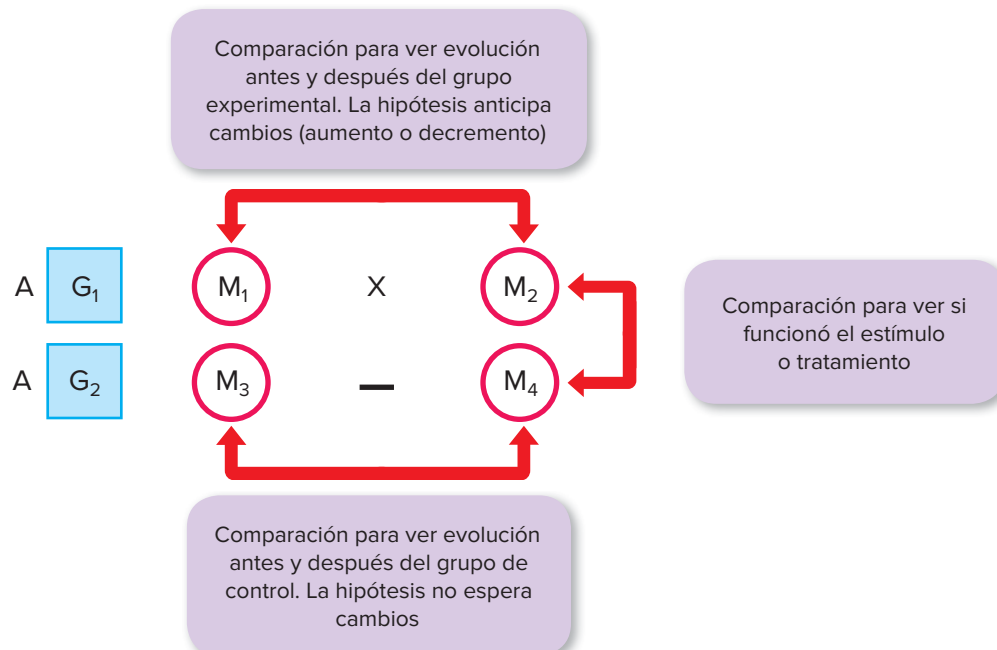 Comparación para ver evolución
antes y después del grupo
experimental. La hipótesis anticipa
cambios (aumento o decremento)
A G₁ M₁ X M₂
Comparación para ver si
funcionó el estímulo
o tratamiento
A G₂ M₃ — M₄
Comparación para ver evolución
antes y después del grupo de
control. La hipótesis no espera
cambios